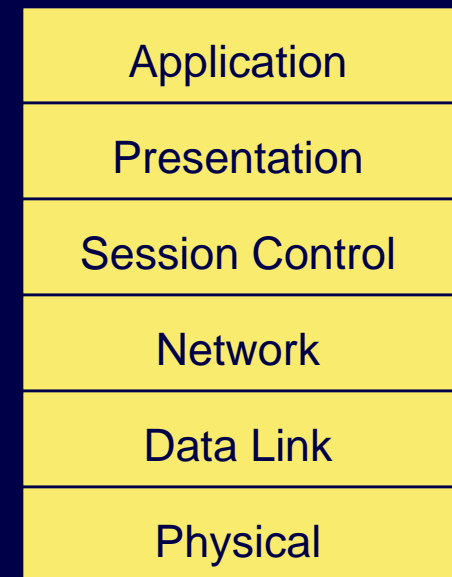 Application
Presentation
Session Control
Network
Data Link
Physical